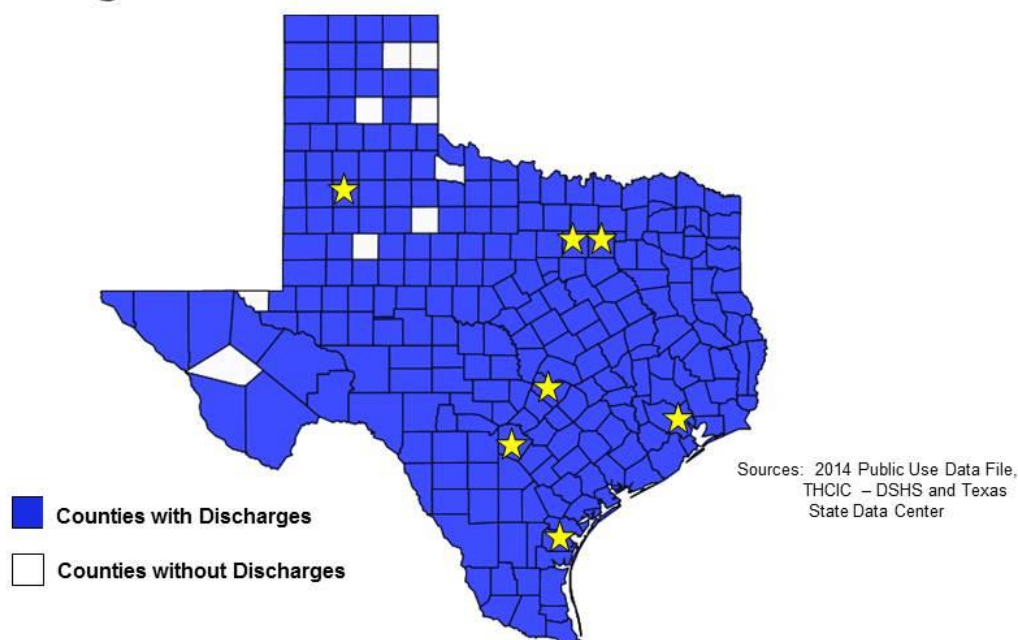 Sources: 2014 Public Use Data File,
THCIC – DSHS and Texas
State Data Center
Counties with Discharges
Counties without Discharges